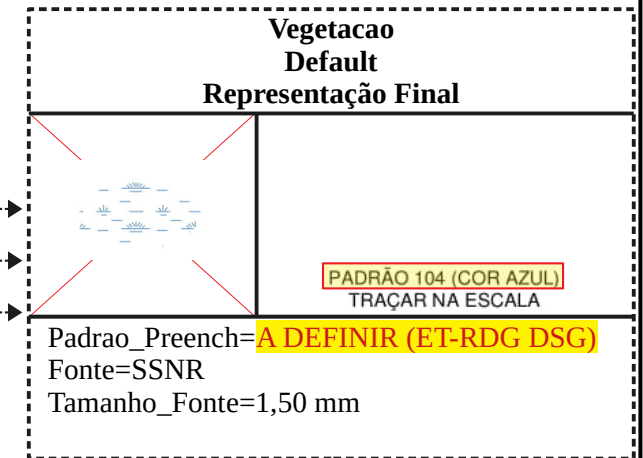 Vegetacao
Default
Representação Final
PADRÃO 104 (COR AZUL)
TRAÇAR NA ESCALA
Padrao_Preench=A DEFINIR (ET-RDG DSG)
Fonte=SSNR
Tamanho_Fonte=1,50 mm